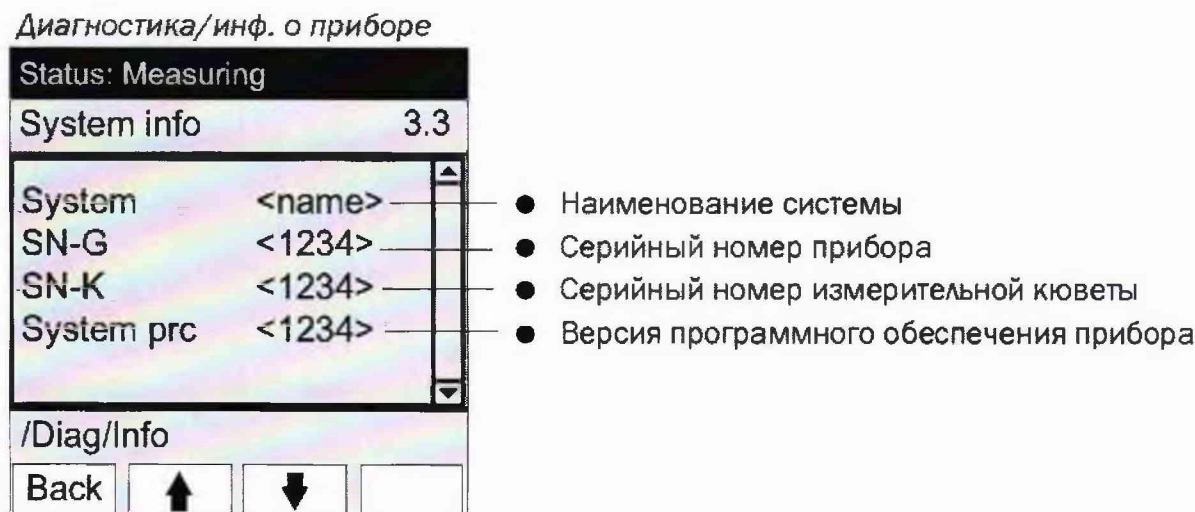 Диагностика/инф. о приборе
Status: Measuring
System info 3.3
System <name> ● Наименование системы
SN-G <1234> ● Серийный номер прибора
SN-K <1234> ● Серийный номер измерительной кюветы
System prc <1234> ● Версия программного обеспечения прибора
/Diag/Info
Back